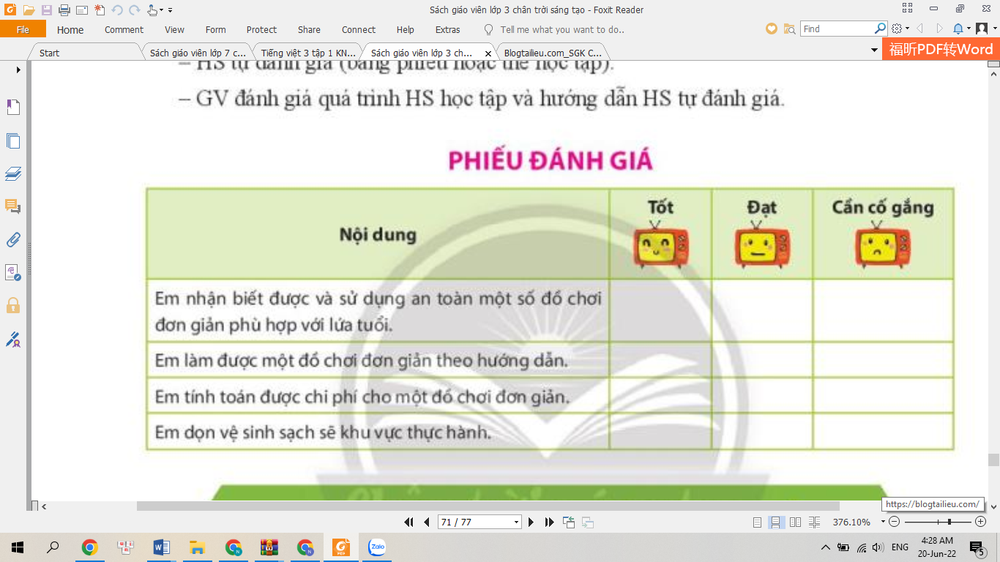 Sách giáo viên lớp 3 chân trời sáng tạo - Foxit Reader
File Home Comment View Form Protect Share Connect Help Extras Tell me what you want to do.. Find
Start Sách giáo viên lớp 7 c... Tiếng việt 3 tập 1 KN... Sách giáo viên lớp 3 ch... Blogtailieu.com_SGK C... 福昕PDF转Word
– HS tự đánh giá (bằng phiếu hoặc thẻ học tập).
– GV đánh giá quá trình HS học tập và hướng dẫn HS tự đánh giá.
PHIẾU ĐÁNH GIÁ
Nội dung Tốt Đạt Cần cố gắng
Em nhận biết được và sử dụng an toàn một số đồ chơi
đơn giản phù hợp với lứa tuổi.
Em làm được một đồ chơi đơn giản theo hướng dẫn.
Em tính toán được chi phí cho một đồ chơi đơn giản.
Em dọn vệ sinh sạch sẽ khu vực thực hành.
https://blogtailieu.com/
71 / 77 376.10%
Zalo ENG 4:28 AM
20-Jun-22 5